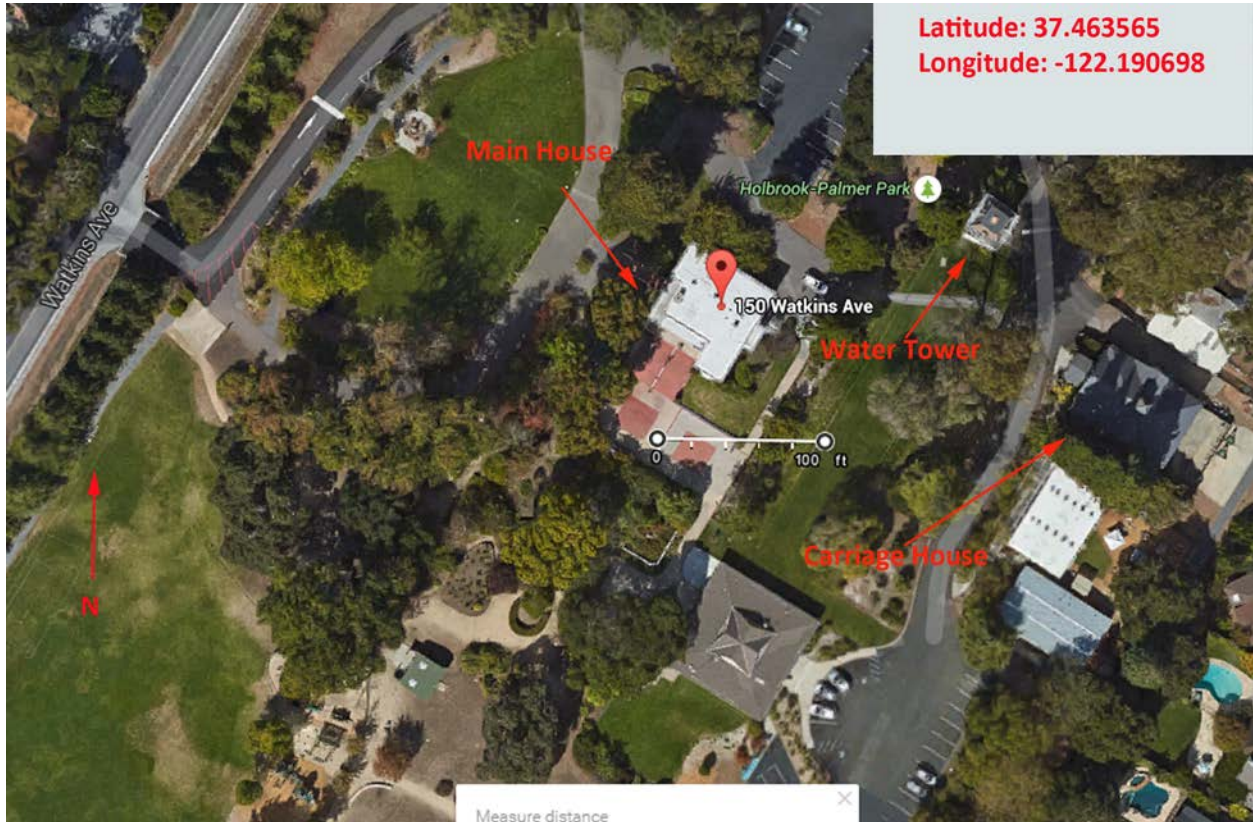 Latitude: 37.463565
Longitude: -122.190698
Main House
Holbrook-Palmer Park
Watkins Ave
150 Watkins Ave
Water Tower
0 100 ft
Carriage House
N
Measure distance